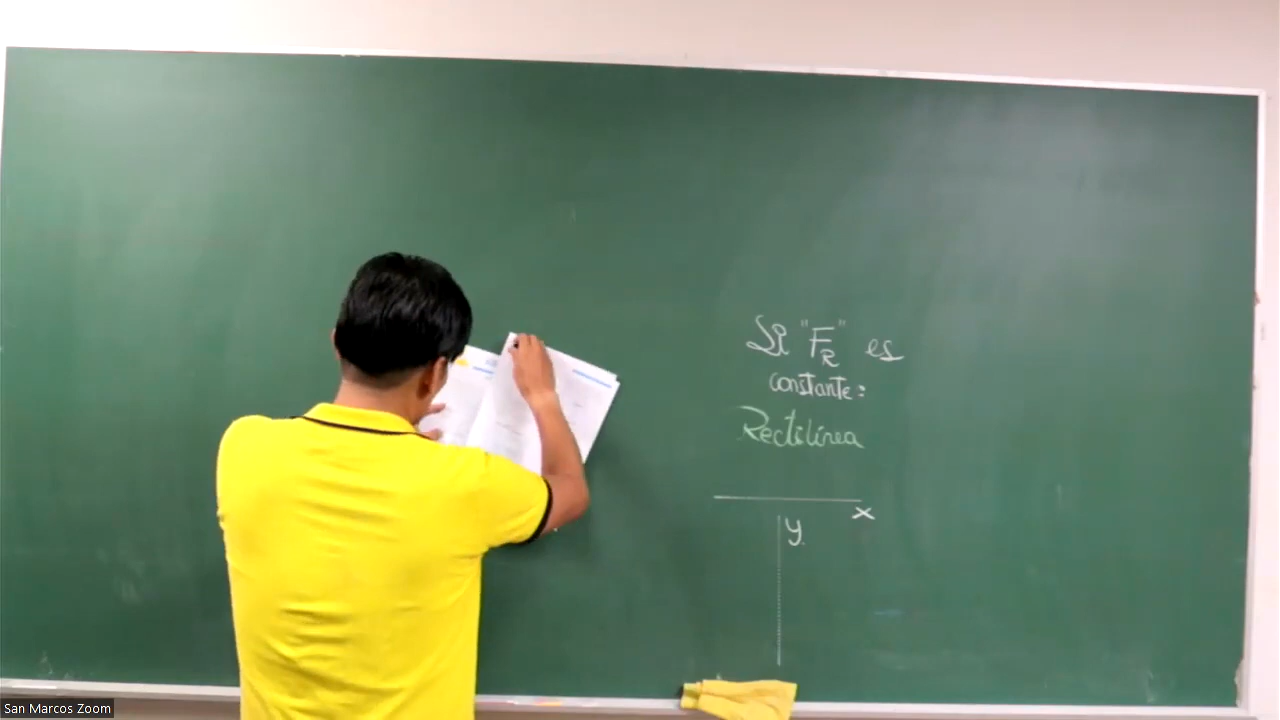 Si "FR" es
constante:
Rectilínea
x
y
San Marcos Zoom